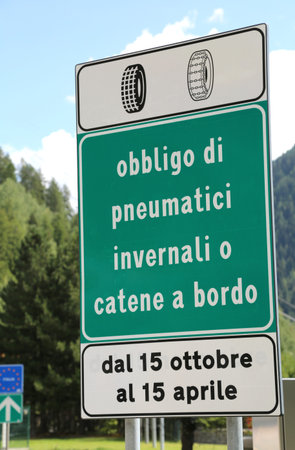 obbligo di
pneumatici
invernali o
catene a bordo
dal 15 ottobre
al 15 aprile